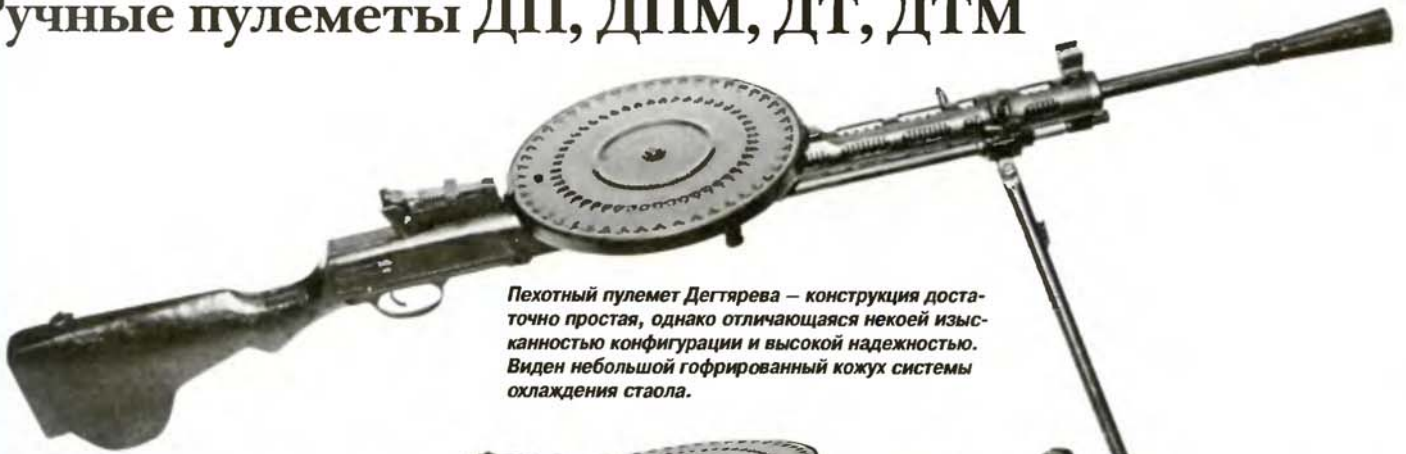 учные пулеметы ДП, ДПМ, ДТ, ДТМ
Пехотный пулемет Дегтярева — конструкция доста-
точно простая, однако отличающаяся некоей изыс-
канностью конфигурации и высокой надежностью.
Виден небольшой гофрированный кожух системы
охлаждения стаола.